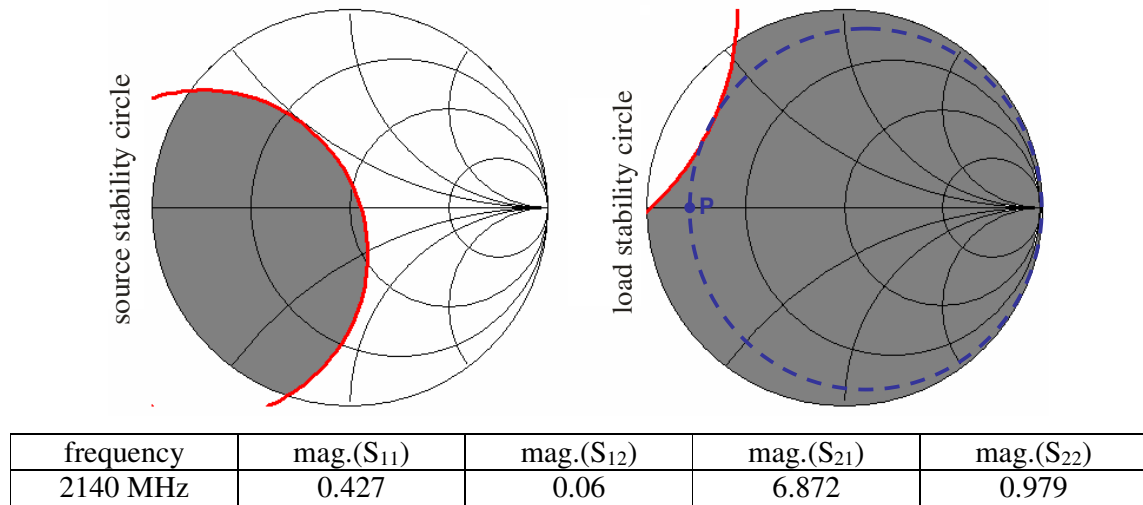 source stability circle
load stability circle
P
frequency mag.(S₁₁) mag.(S₁₂) mag.(S₂₁) mag.(S₂₂)
2140 MHz 0.427 0.06 6.872 0.979